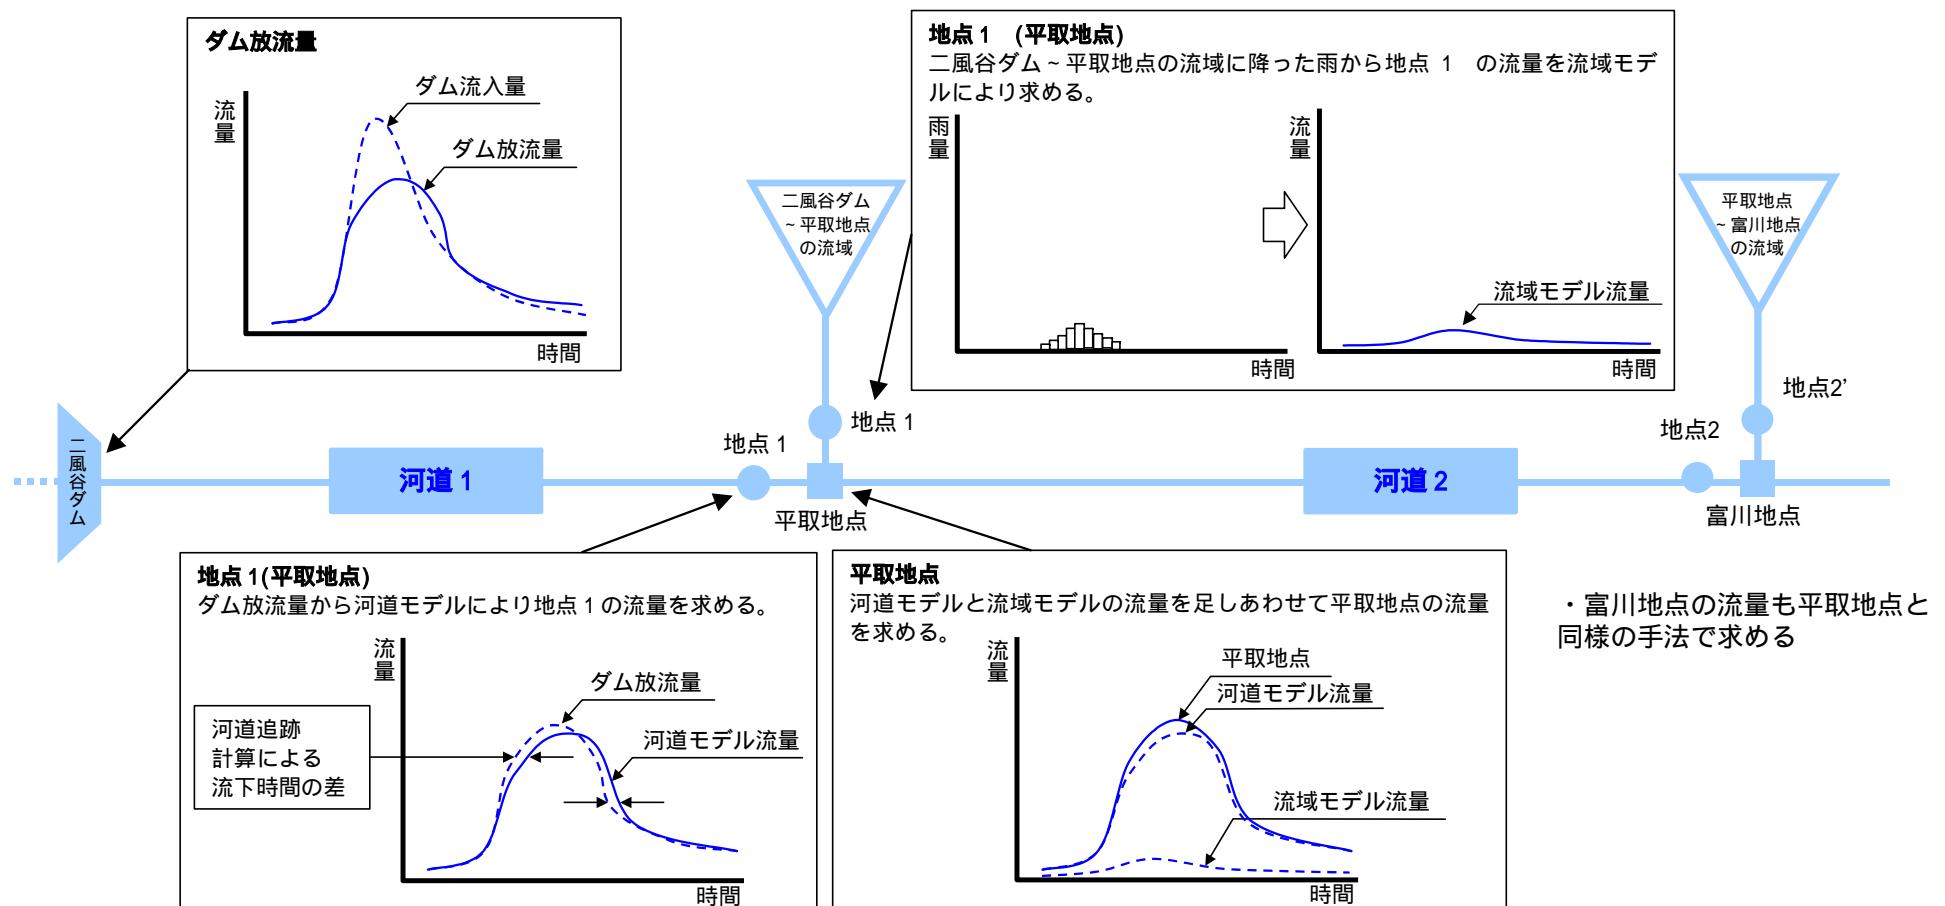 ダム放流量
流量
ダム流入量
ダム放流量
時間
地点1 (平取地点)
二風谷ダム~平取地点の流域に降った雨から地点 1 の流量を流域モデ
ルにより求める。
雨量
時間
流量
流域モデル流量
時間
二風谷ダム
~平取地点
の流域
平取地点
~富川地点
の流域
二風谷ダム
河道1
地点1
地点1
平取地点
河道2
地点2
地点2'
富川地点
地点1(平取地点)
ダム放流量から河道モデルにより地点1の流量を求める。
流量
ダム放流量
河道モデル流量
河道追跡
計算による
流下時間の差
時間
平取地点
河道モデルと流域モデルの流量を足しあわせて平取地点の流量
を求める。
流量
平取地点
河道モデル流量
流域モデル流量
時間
・富川地点の流量も平取地点と
同様の手法で求める